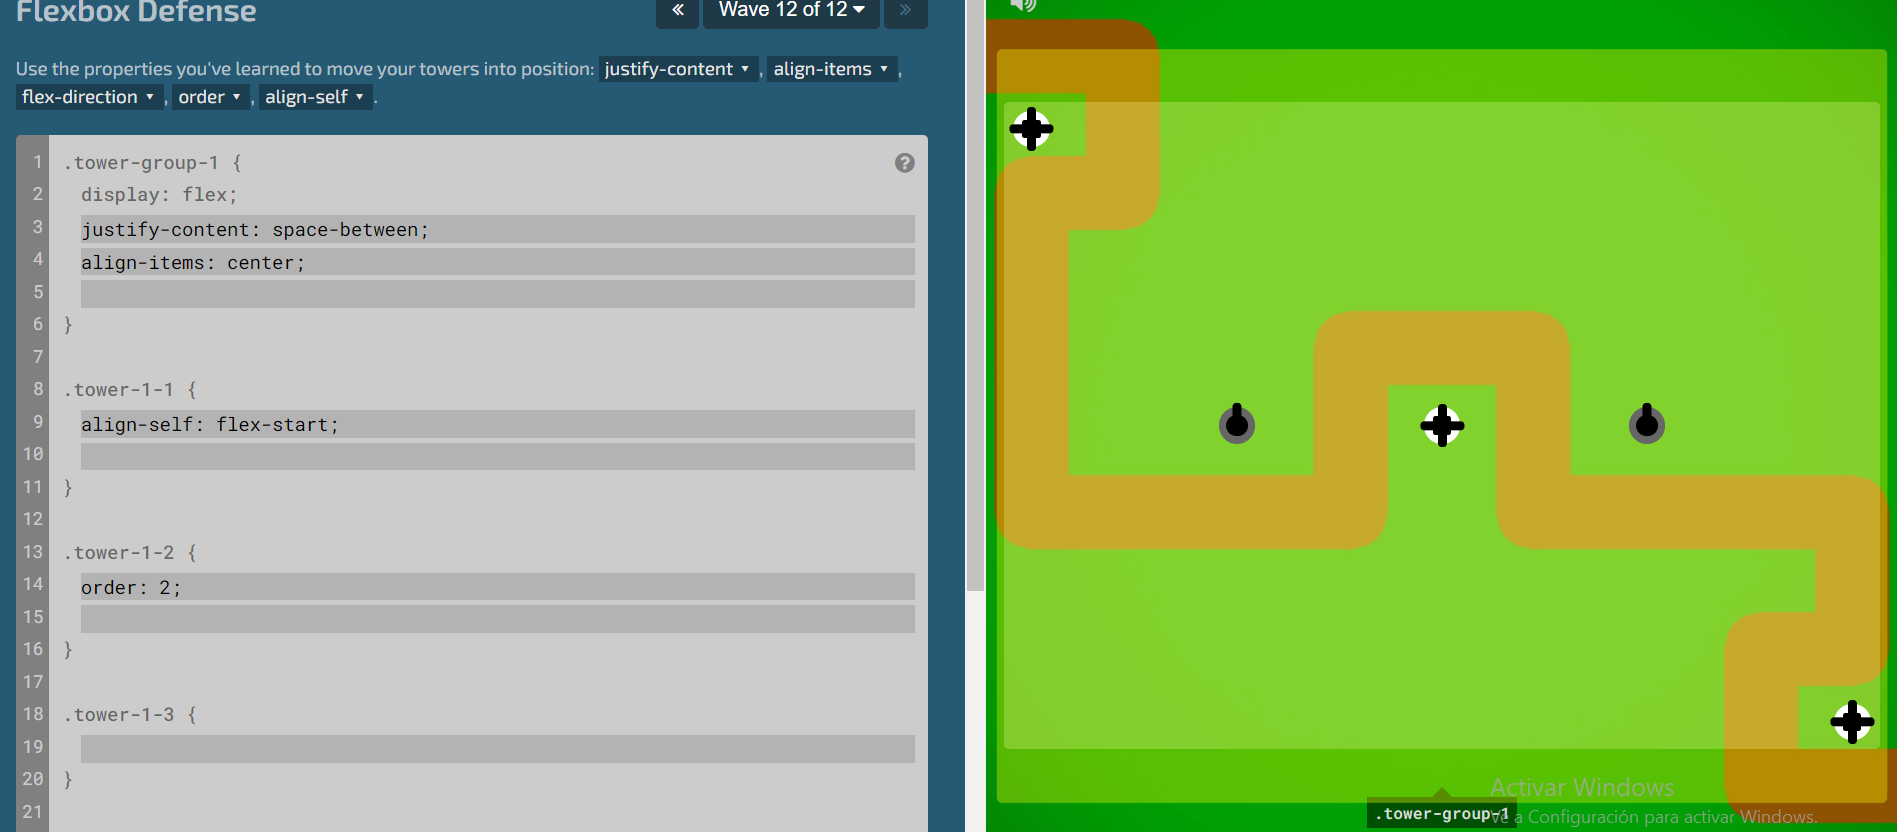 Flexbox Defense
« Wave 12 of 12 ▾ »
Use the properties you've learned to move your towers into position: justify-content ▾ , align-items ▾ ,
flex-direction ▾ , order ▾ , align-self ▾ .
1 .tower-group-1 {
2 display: flex;
3 justify-content: space-between;
4 align-items: center;
5
6 }
7
8 .tower-1-1 {
9 align-self: flex-start;
10
11 }
12
13 .tower-1-2 {
14 order: 2;
15
16 }
17
18 .tower-1-3 {
19
20 }
21
?
.tower-group-1
Activar Windows
Ve a Configuración para activar Windows.